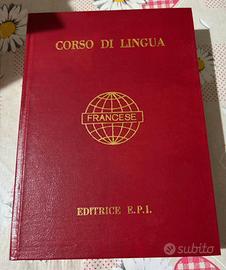 CORSO DI LINGUA
FRANCESE
EDITRICE E.P.I.
subito